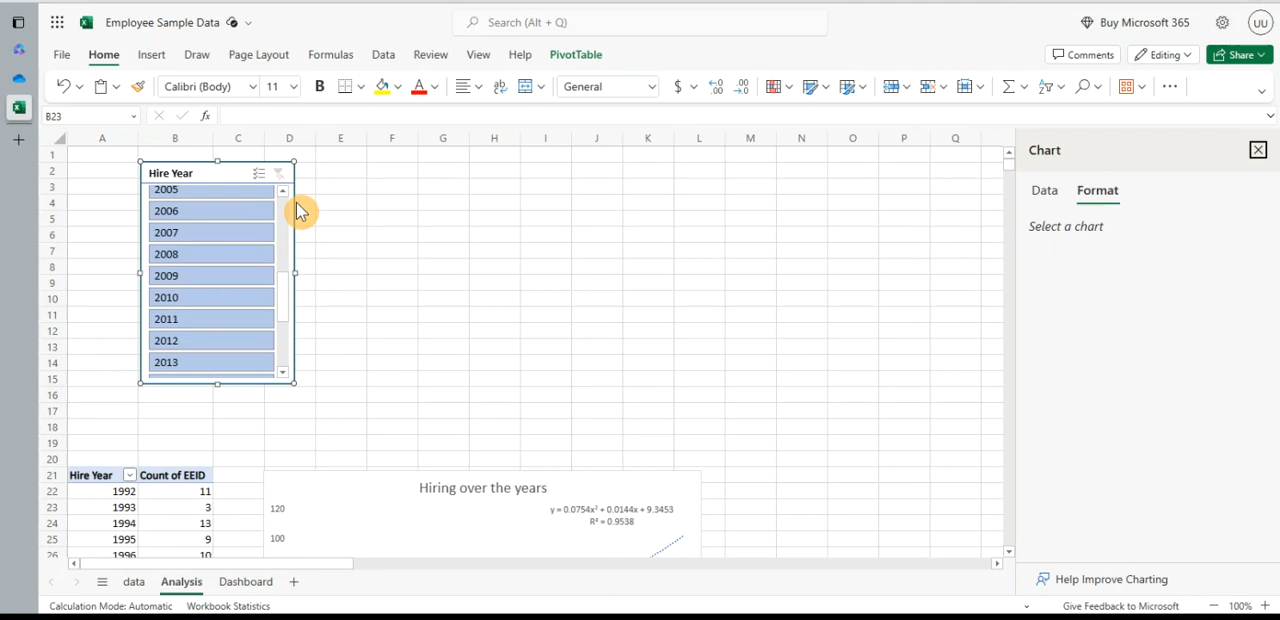 Employee Sample Data
Search (Alt + Q)
Buy Microsoft 365
UU
File Home Insert Draw Page Layout Formulas Data Review View Help PivotTable
Comments Editing Share
Calibri (Body) 11 B A ab General $ .00
B23 fx
A B C D E F G H I J K L M N O P Q
Chart
1
2 Hire Year
3 2005
Data Format
4
5 2006
Select a chart
6 2007
7
8 2008
9 2009
10 2010
11 2011
12
13 2012
14 2013
15
16
17
18
19
20
21 Hire Year Count of EEID
Hiring over the years
22 1992 11
120
y = 0.0754x² + 0.0144x + 9.3453
23 1993 3
R² = 0.9538
24 1994 13
25 1995 9
100
26 1996 10
data Analysis Dashboard +
Help Improve Charting
Calculation Mode: Automatic Workbook Statistics
Give Feedback to Microsoft — 100% +